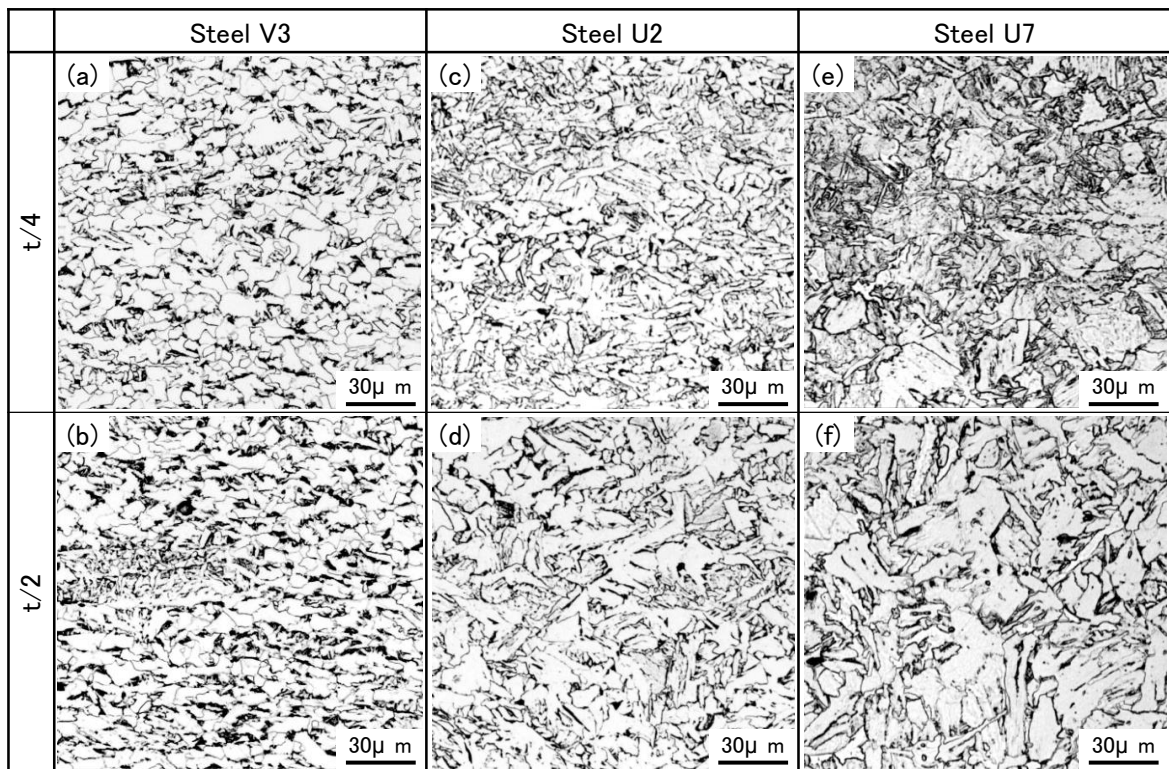 Steel V3 Steel U2 Steel U7
t/4
(a) (c) (e)
30μ m 30μ m 30μ m
t/2
(b) (d) (f)
30μ m 30μ m 30μ m